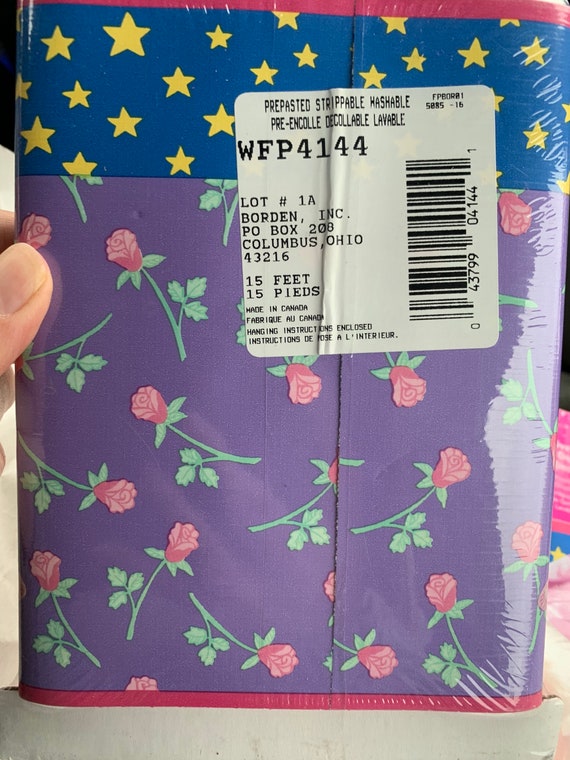 PREPASTED STRIPPABLE WASHABLE
PRE-ENCOLLE DECOLLABLE LAVABLE
FPBOR01
5085 -16
WFP4144
LOT # 1A
BORDEN, INC.
PO BOX 208
COLUMBUS, OHIO
43216
15 FEET
15 PIEDS
MADE IN CANADA
FABRIQUE AU CANADA
HANGING INSTRUCTIONS ENCLOSED
INSTRUCTIONS DE POSE A L'INTERIEUR.
0 43799 04144 1